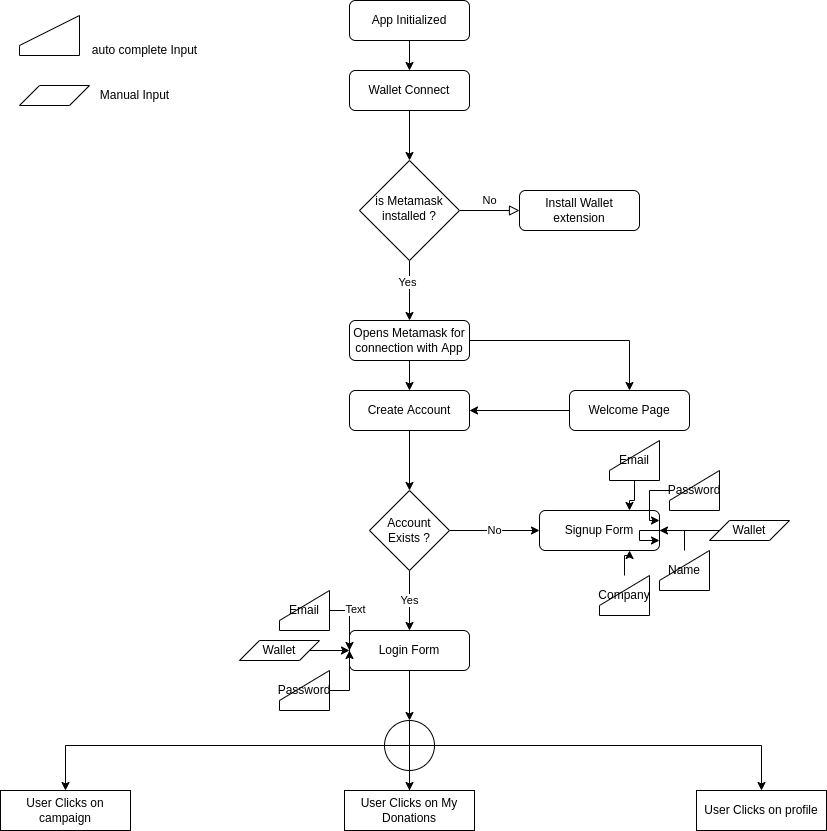 App Initialized
auto complete Input
Wallet Connect
Manual Input
is Metamask
installed ?
No
Install Wallet
extension
Yes
Opens Metamask for
connection with App
Create Account
Welcome Page
Email
Password
Account
Exists ?
No
Signup Form
Wallet
Name
Company
Yes
Email
Text
Wallet
Login Form
Password
User Clicks on
campaign
User Clicks on My
Donations
User Clicks on profile